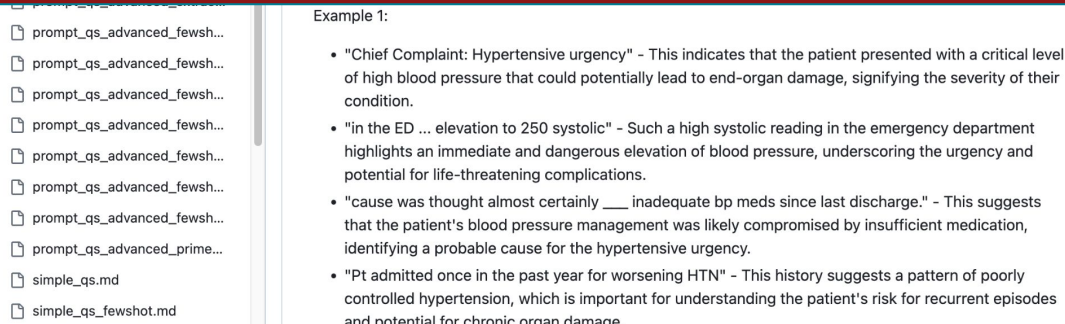 prompt_qs_advanced_extrac...
prompt_qs_advanced_fewsh...
prompt_qs_advanced_fewsh...
prompt_qs_advanced_fewsh...
prompt_qs_advanced_fewsh...
prompt_qs_advanced_fewsh...
prompt_qs_advanced_fewsh...
prompt_qs_advanced_fewsh...
prompt_qs_advanced_prime...
simple_qs.md
simple_qs_fewshot.md
Example 1:
• "Chief Complaint: Hypertensive urgency" - This indicates that the patient presented with a critical level
of high blood pressure that could potentially lead to end-organ damage, signifying the severity of their
condition.
• "in the ED ... elevation to 250 systolic" - Such a high systolic reading in the emergency department
highlights an immediate and dangerous elevation of blood pressure, underscoring the urgency and
potential for life-threatening complications.
• "cause was thought almost certainly ___ inadequate bp meds since last discharge." - This suggests
that the patient's blood pressure management was likely compromised by insufficient medication,
identifying a probable cause for the hypertensive urgency.
• "Pt admitted once in the past year for worsening HTN" - This history suggests a pattern of poorly
controlled hypertension, which is important for understanding the patient's risk for recurrent episodes
and potential for chronic organ damage.